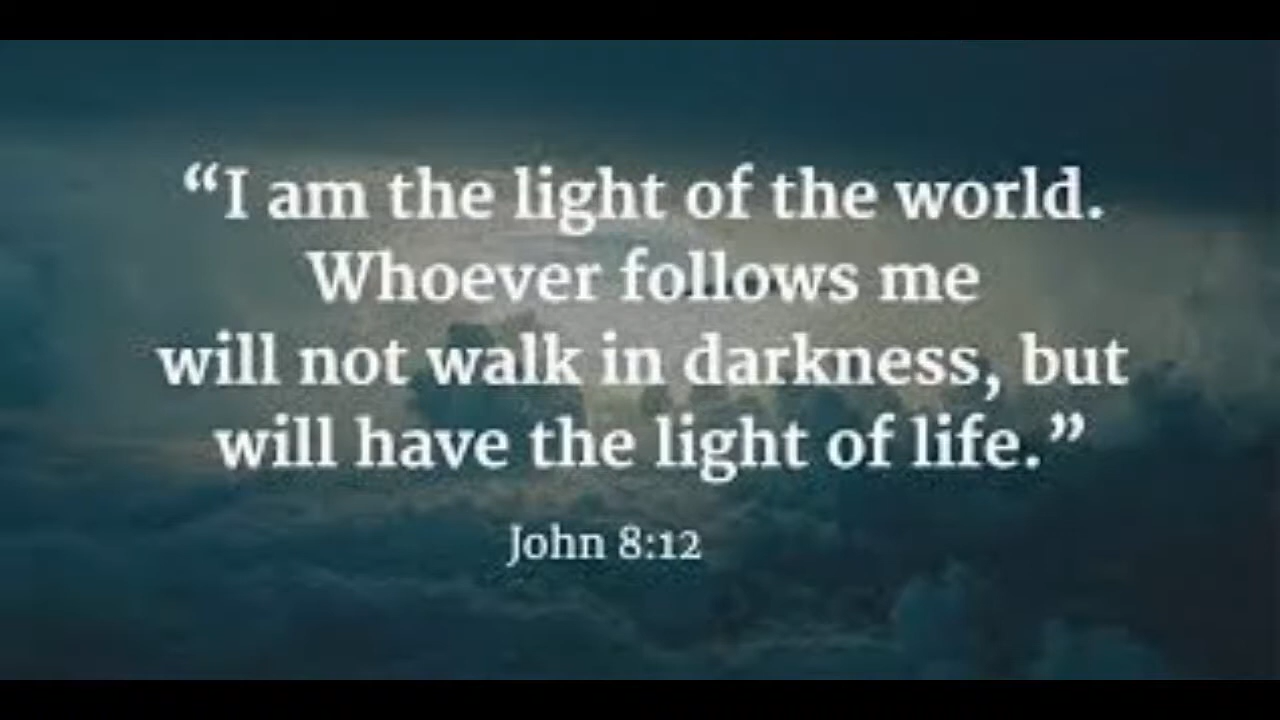 “I am the light of the world.
Whoever follows me
will not walk in darkness, but
will have the light of life.”
John 8:12